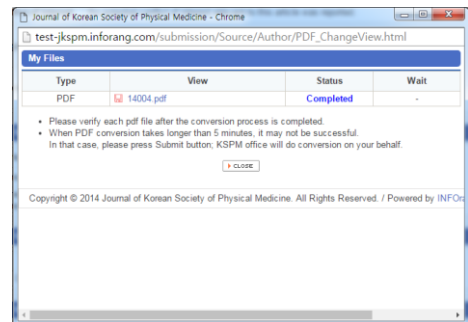 Journal of Korean Society of Physical Medicine - Chrome
test-jkspm.inforang.com/submission/Source/Author/PDF_ChangeView.html
My Files
Type View Status Wait
PDF 14004.pdf Completed -
• Please verify each pdf file after the conversion process is completed.
• When PDF conversion takes longer than 5 minutes, it may not be successful.
In that case, please press Submit button; KSPM office will do conversion on your behalf.
CLOSE
Copyright © 2014 Journal of Korean Society of Physical Medicine. All Rights Reserved. / Powered by INFOra